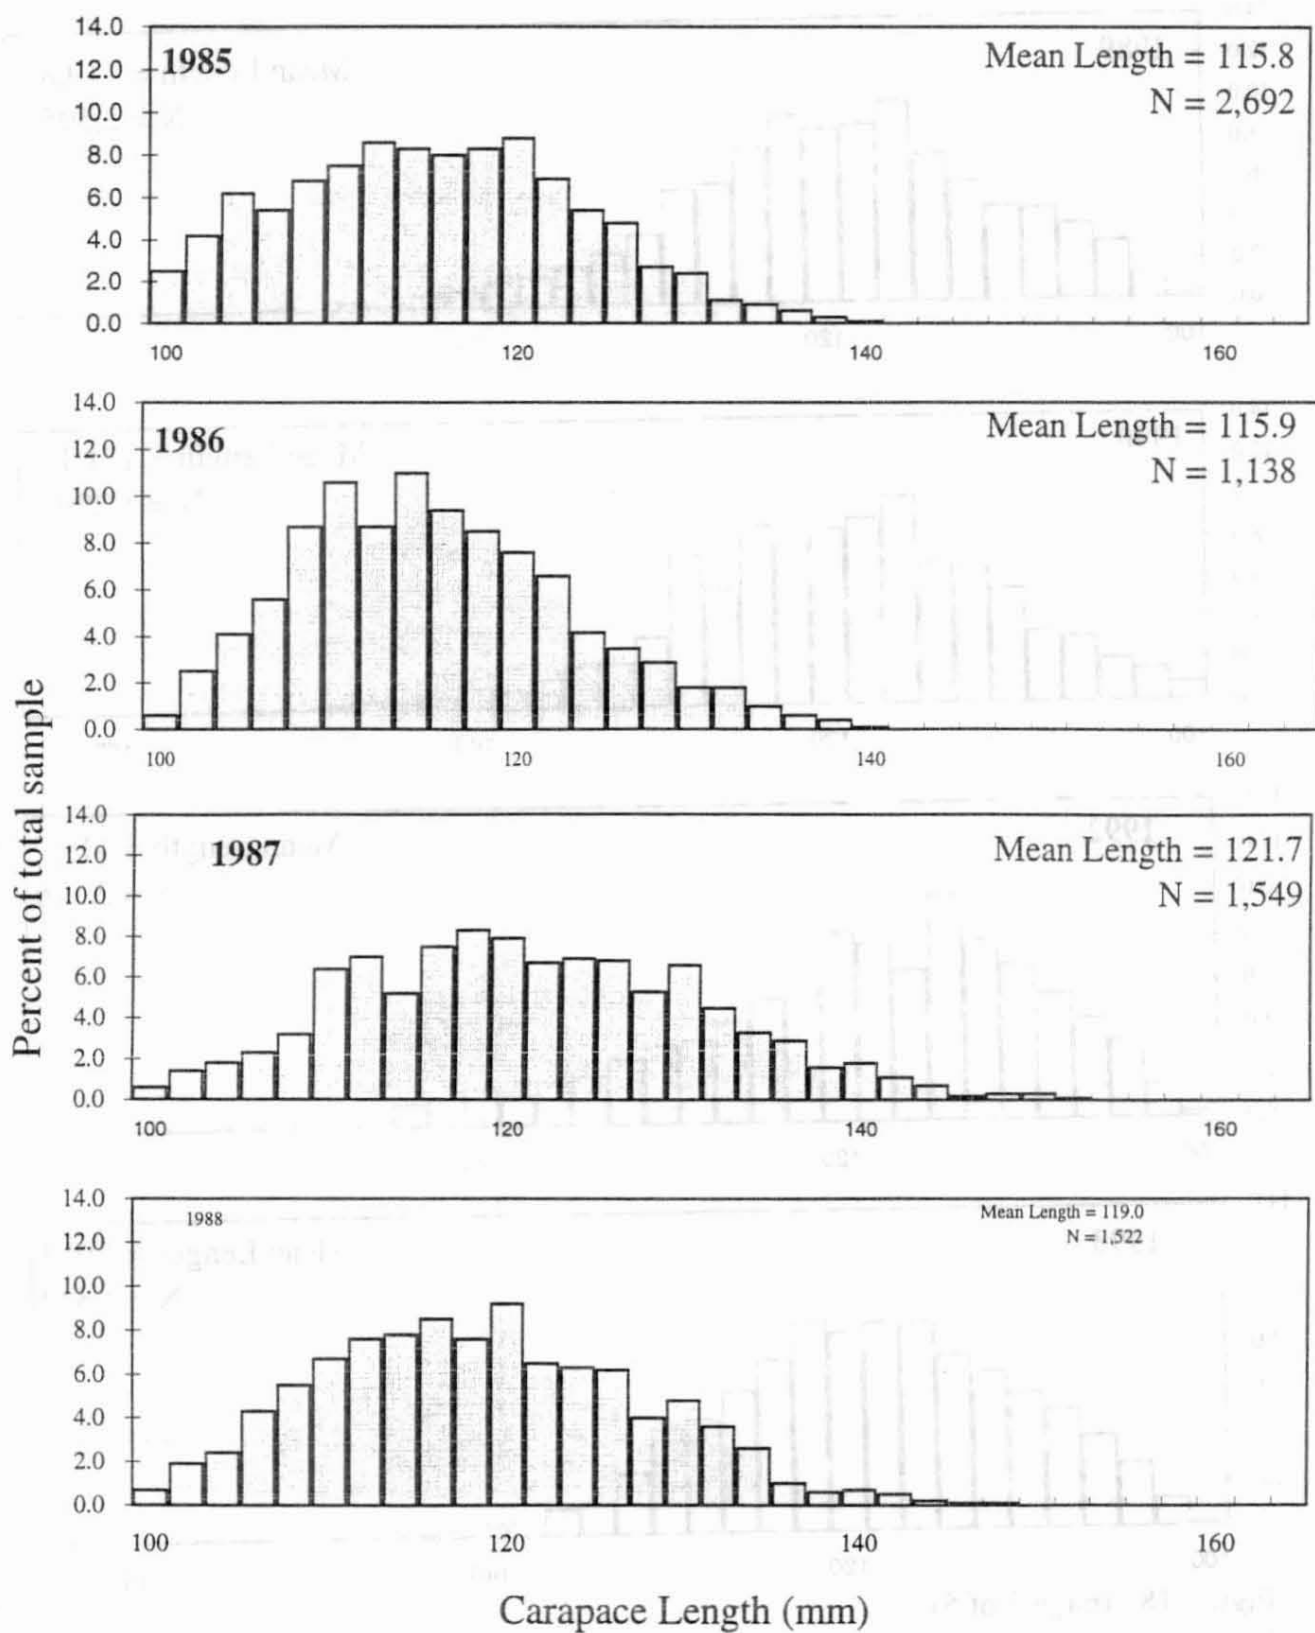 14.0
1985
Mean Length = 115.8
12.0
N = 2,692
10.0
8.0
6.0
4.0
2.0
0.0
100 120 140 160
14.0
1986
Mean Length = 115.9
12.0
N = 1,138
10.0
8.0
6.0
4.0
2.0
0.0
100 120 140 160
Percent of total sample
14.0
1987
Mean Length = 121.7
12.0
N = 1,549
10.0
8.0
6.0
4.0
2.0
0.0
100 120 140 160
14.0
1988
Mean Length = 119.0
N = 1,522
12.0
10.0
8.0
6.0
4.0
2.0
0.0
100 120 140 160
Carapace Length (mm)